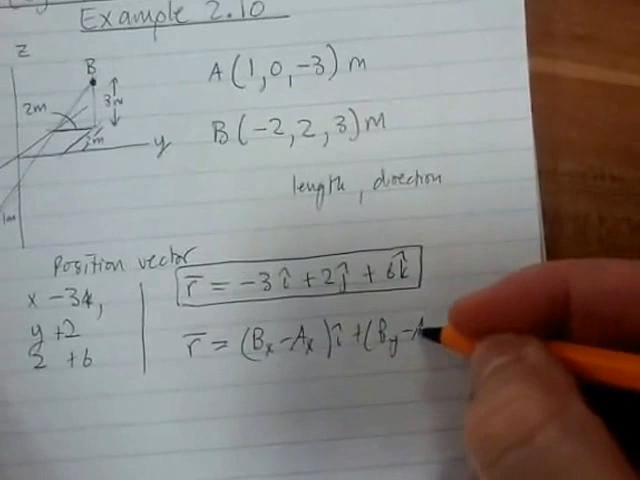 Example 2.10
z
B
A(1,0,-3)m
3m
2m
B(-2,2,3)m
y
2m
length, direction
1m
Position vector
r̅ = -3î + 2ĵ + 6k̂
x -3
y +2
z +6
r̅ = (Bx - Ax)î + (By - A